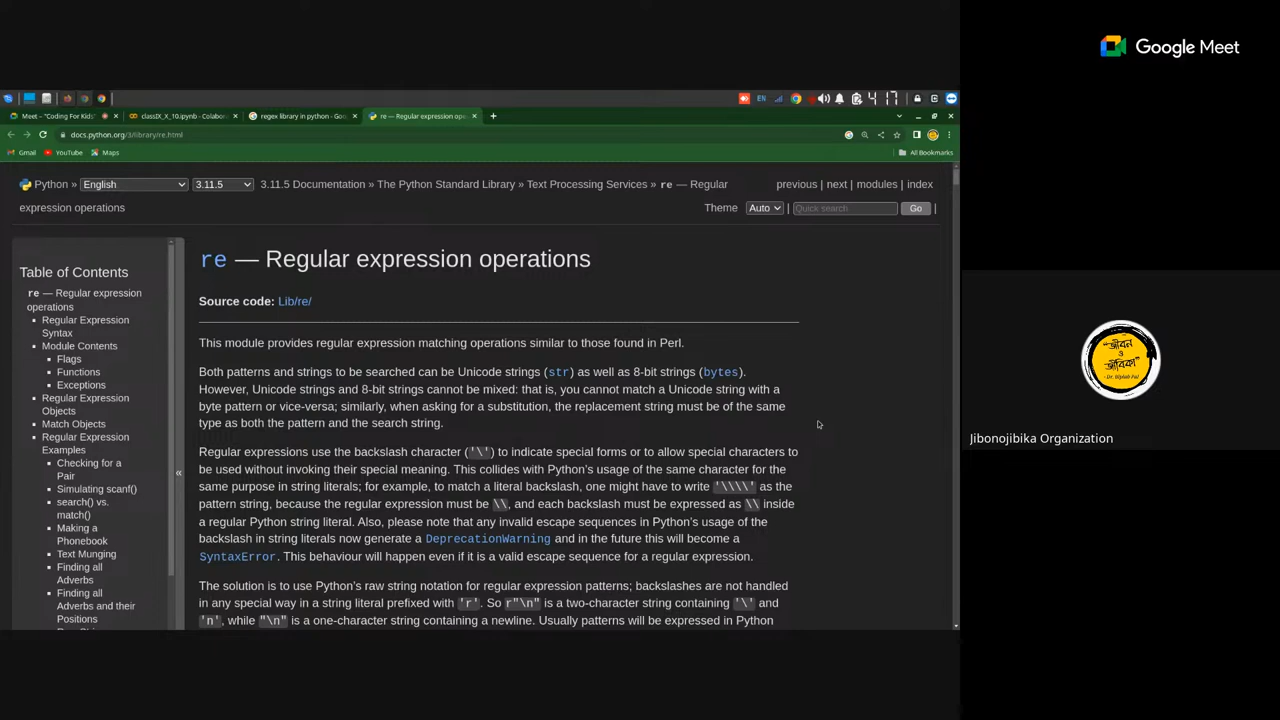 Google Meet
EN
4 17
Meet – "Coding For Kids"
classIX_X_10.ipynb - Colabora
regex library in python - Goo
re — Regular expression ope
docs.python.org/3/library/re.html
Gmail
YouTube
Maps
All Bookmarks
Python »
English
3.11.5
3.11.5 Documentation » The Python Standard Library » Text Processing Services » re — Regular
expression operations
previous | next | modules | index
Theme
Auto
|
Quick search
Go
|
Table of Contents
re — Regular expression
operations
Regular Expression
Syntax
Module Contents
Flags
Functions
Exceptions
Regular Expression
Objects
Match Objects
Regular Expression
Examples
Checking for a
Pair
Simulating scanf()
search() vs.
match()
Making a
Phonebook
Text Munging
Finding all
Adverbs
Finding all
Adverbs and their
Positions
«
re — Regular expression operations
Source code: Lib/re/
This module provides regular expression matching operations similar to those found in Perl.
Both patterns and strings to be searched can be Unicode strings (str) as well as 8-bit strings (bytes).
However, Unicode strings and 8-bit strings cannot be mixed: that is, you cannot match a Unicode string with a
byte pattern or vice-versa; similarly, when asking for a substitution, the replacement string must be of the same
type as both the pattern and the search string.
Regular expressions use the backslash character ('\') to indicate special forms or to allow special characters to
be used without invoking their special meaning. This collides with Python's usage of the same character for the
same purpose in string literals; for example, to match a literal backslash, one might have to write '\\\\' as the
pattern string, because the regular expression must be \\, and each backslash must be expressed as \\ inside
a regular Python string literal. Also, please note that any invalid escape sequences in Python's usage of the
backslash in string literals now generate a DeprecationWarning and in the future this will become a
SyntaxError. This behaviour will happen even if it is a valid escape sequence for a regular expression.
The solution is to use Python's raw string notation for regular expression patterns; backslashes are not handled
in any special way in a string literal prefixed with 'r'. So r"\n" is a two-character string containing '\' and
'n', while "\n" is a one-character string containing a newline. Usually patterns will be expressed in Python
"জীবন
ও
জীবিকা"
Jibonojibika Organization